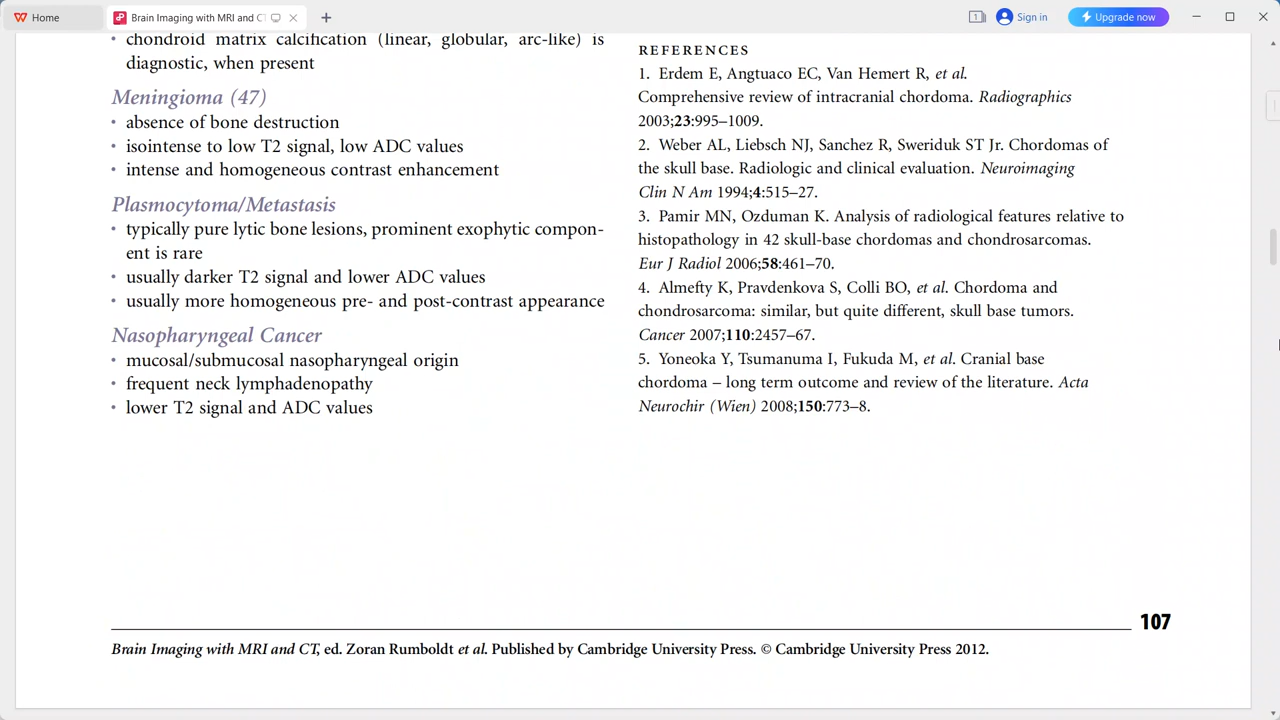 Home
Brain Imaging with MRI and C
1
Sign in
Upgrade now
• chondroid matrix calcification (linear, globular, arc-like) is
diagnostic, when present
Meningioma (47)
• absence of bone destruction
• isointense to low T2 signal, low ADC values
• intense and homogeneous contrast enhancement
Plasmocytoma/Metastasis
• typically pure lytic bone lesions, prominent exophytic compon-
ent is rare
• usually darker T2 signal and lower ADC values
• usually more homogeneous pre- and post-contrast appearance
Nasopharyngeal Cancer
• mucosal/submucosal nasopharyngeal origin
• frequent neck lymphadenopathy
• lower T2 signal and ADC values
REFERENCES
1. Erdem E, Angtuaco EC, Van Hemert R, et al.
Comprehensive review of intracranial chordoma. Radiographics
2003;23:995–1009.
2. Weber AL, Liebsch NJ, Sanchez R, Sweriduk ST Jr. Chordomas of
the skull base. Radiologic and clinical evaluation. Neuroimaging
Clin N Am 1994;4:515–27.
3. Pamir MN, Ozduman K. Analysis of radiological features relative to
histopathology in 42 skull-base chordomas and chondrosarcomas.
Eur J Radiol 2006;58:461–70.
4. Almefty K, Pravdenkova S, Colli BO, et al. Chordoma and
chondrosarcoma: similar, but quite different, skull base tumors.
Cancer 2007;110:2457–67.
5. Yoneoka Y, Tsumanuma I, Fukuda M, et al. Cranial base
chordoma – long term outcome and review of the literature. Acta
Neurochir (Wien) 2008;150:773–8.
107
Brain Imaging with MRI and CT, ed. Zoran Rumboldt et al. Published by Cambridge University Press. © Cambridge University Press 2012.